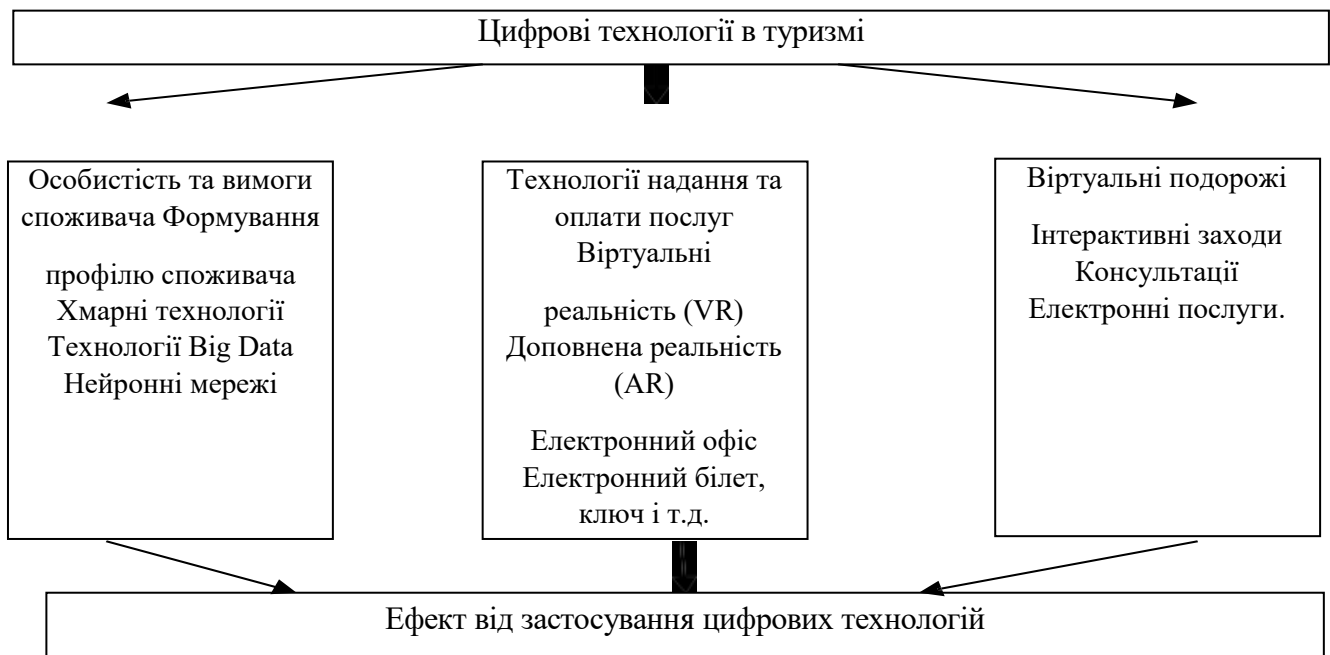 Цифрові технології в туризмі
Особистість та вимоги
споживача Формування
профілю споживача
Хмарні технології
Технології Big Data
Нейронні мережі
Технології надання та
оплати послуг
Віртуальні
реальність (VR)
Доповнена реальність
(AR)
Електронний офіс
Електронний білет,
ключ і т.д.
Віртуальні подорожі
Інтерактивні заходи
Консультації
Електронні послуги.
Ефект від застосування цифрових технологій